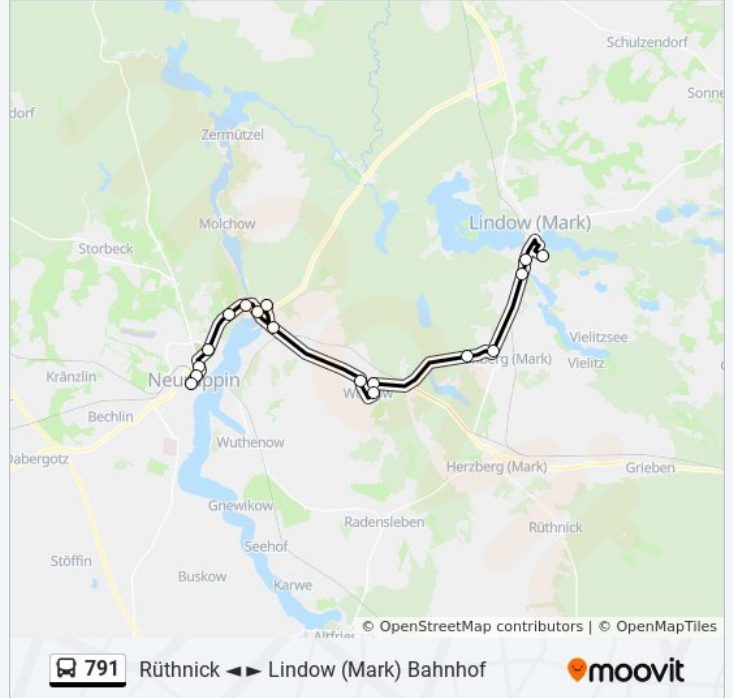 Schulzendorf
Sonne
dorf
Zermützel
Molchow
Lindow (Mark)
Storbeck
Vielitzsee
berg (Mark)
Vielitz
Kränzlin
Neuruppin
Bechlin
Wuthenow
Dabergotz
Herzberg (Mark)
Grieben
Gnewikow
Radensleben
Rüthnick
Seehof
Stöffin
Buskow
Karwe
Altfrie
© OpenStreetMap contributors | © OpenMapTiles
791 Rüthnick ◄ ► Lindow (Mark) Bahnhof
moovit